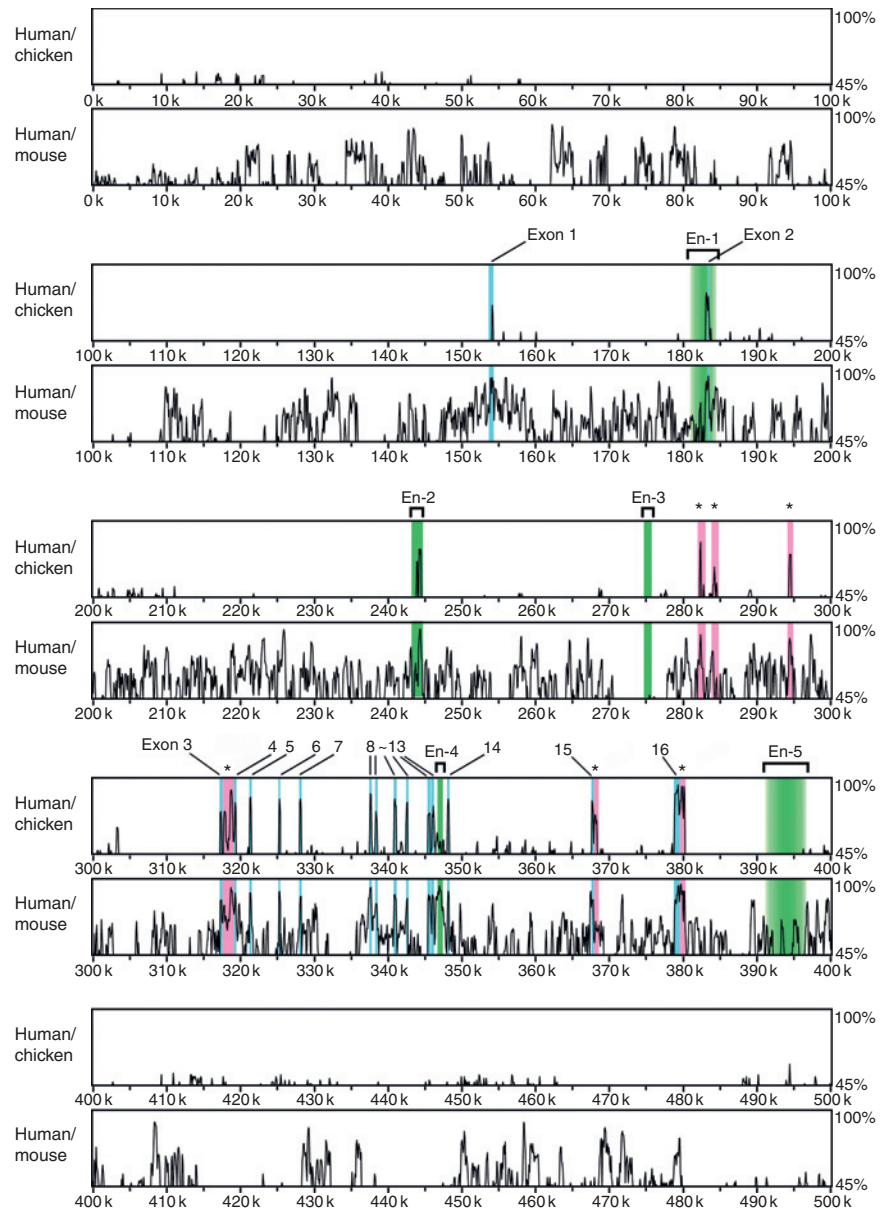 Human/
chicken
100%
45%
0 k 10 k 20 k 30 k 40 k 50 k 60 k 70 k 80 k 90 k 100 k
Human/
mouse
100%
45%
0 k 10 k 20 k 30 k 40 k 50 k 60 k 70 k 80 k 90 k 100 k
Exon 1 En-1 Exon 2
Human/
chicken
100%
45%
100 k 110 k 120 k 130 k 140 k 150 k 160 k 170 k 180 k 190 k 200 k
Human/
mouse
100%
45%
100 k 110 k 120 k 130 k 140 k 150 k 160 k 170 k 180 k 190 k 200 k
En-2 En-3 * * *
Human/
chicken
100%
45%
200 k 210 k 220 k 230 k 240 k 250 k 260 k 270 k 280 k 290 k 300 k
Human/
mouse
100%
45%
200 k 210 k 220 k 230 k 240 k 250 k 260 k 270 k 280 k 290 k 300 k
Exon 3 * 4 5 6 7 8 ~13 En-4 14 15 * 16 * En-5
Human/
chicken
100%
45%
300 k 310 k 320 k 330 k 340 k 350 k 360 k 370 k 380 k 390 k 400 k
Human/
mouse
100%
45%
300 k 310 k 320 k 330 k 340 k 350 k 360 k 370 k 380 k 390 k 400 k
Human/
chicken
100%
45%
400 k 410 k 420 k 430 k 440 k 450 k 460 k 470 k 480 k 490 k 500 k
Human/
mouse
100%
45%
400 k 410 k 420 k 430 k 440 k 450 k 460 k 470 k 480 k 490 k 500 k